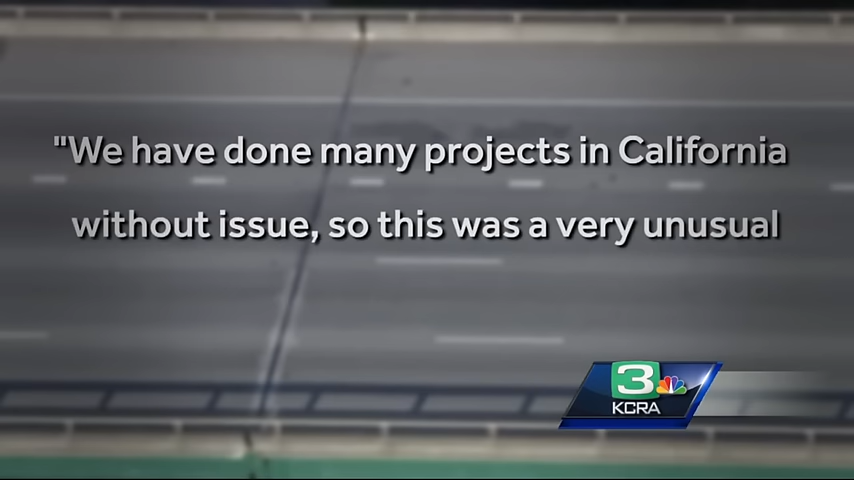 "We have done many projects in California
without issue, so this was a very unusual
3
KCRA